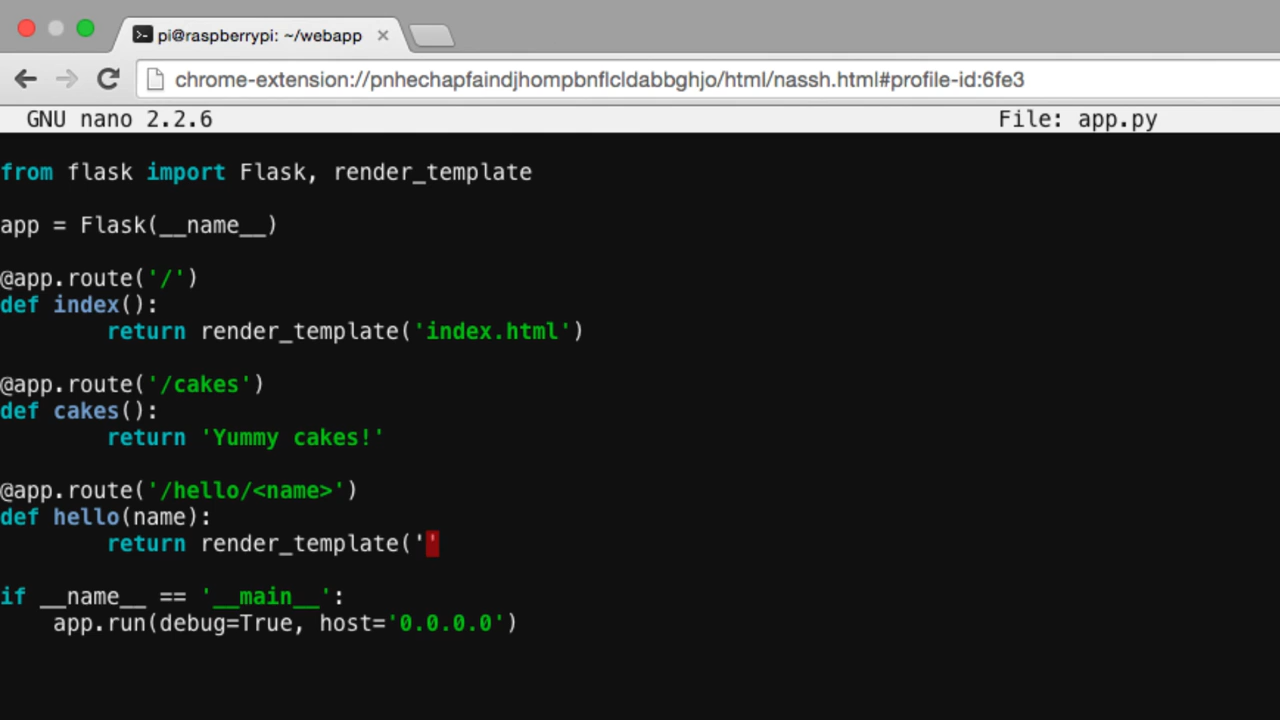 pi@raspberrypi: ~/webapp
chrome-extension://pnhechapfaindjhompbnflcldabbghjo/html/nassh.html#profile-id:6fe3
GNU nano 2.2.6 File: app.py
from flask import Flask, render_template
app = Flask(__name__)
@app.route('/')
def index():
return render_template('index.html')
@app.route('/cakes')
def cakes():
return 'Yummy cakes!'
@app.route('/hello/<name>')
def hello(name):
return render_template(''
if __name__ == '__main__':
app.run(debug=True, host='0.0.0.0')